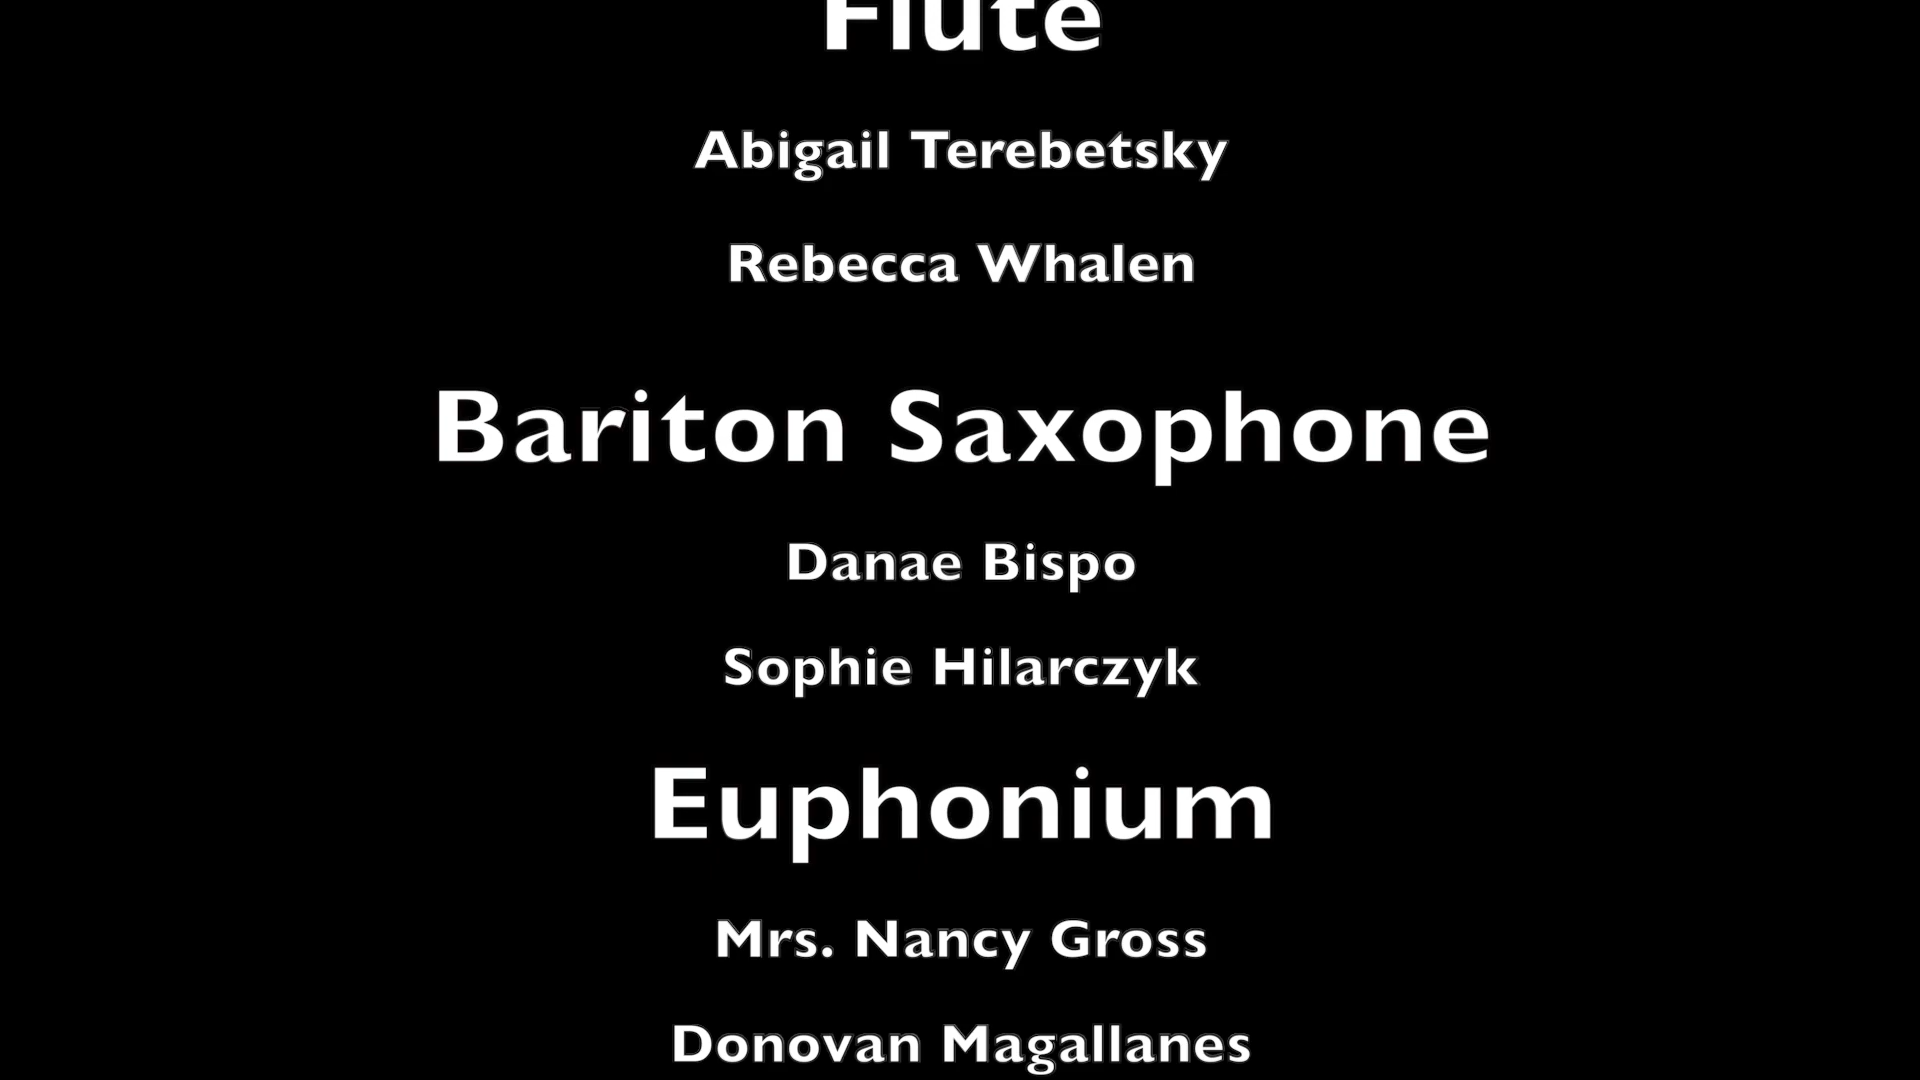 Flute
Abigail Terebetsky
Rebecca Whalen
Bariton Saxophone
Danae Bispo
Sophie Hilarczyk
Euphonium
Mrs. Nancy Gross
Donovan Magallanes